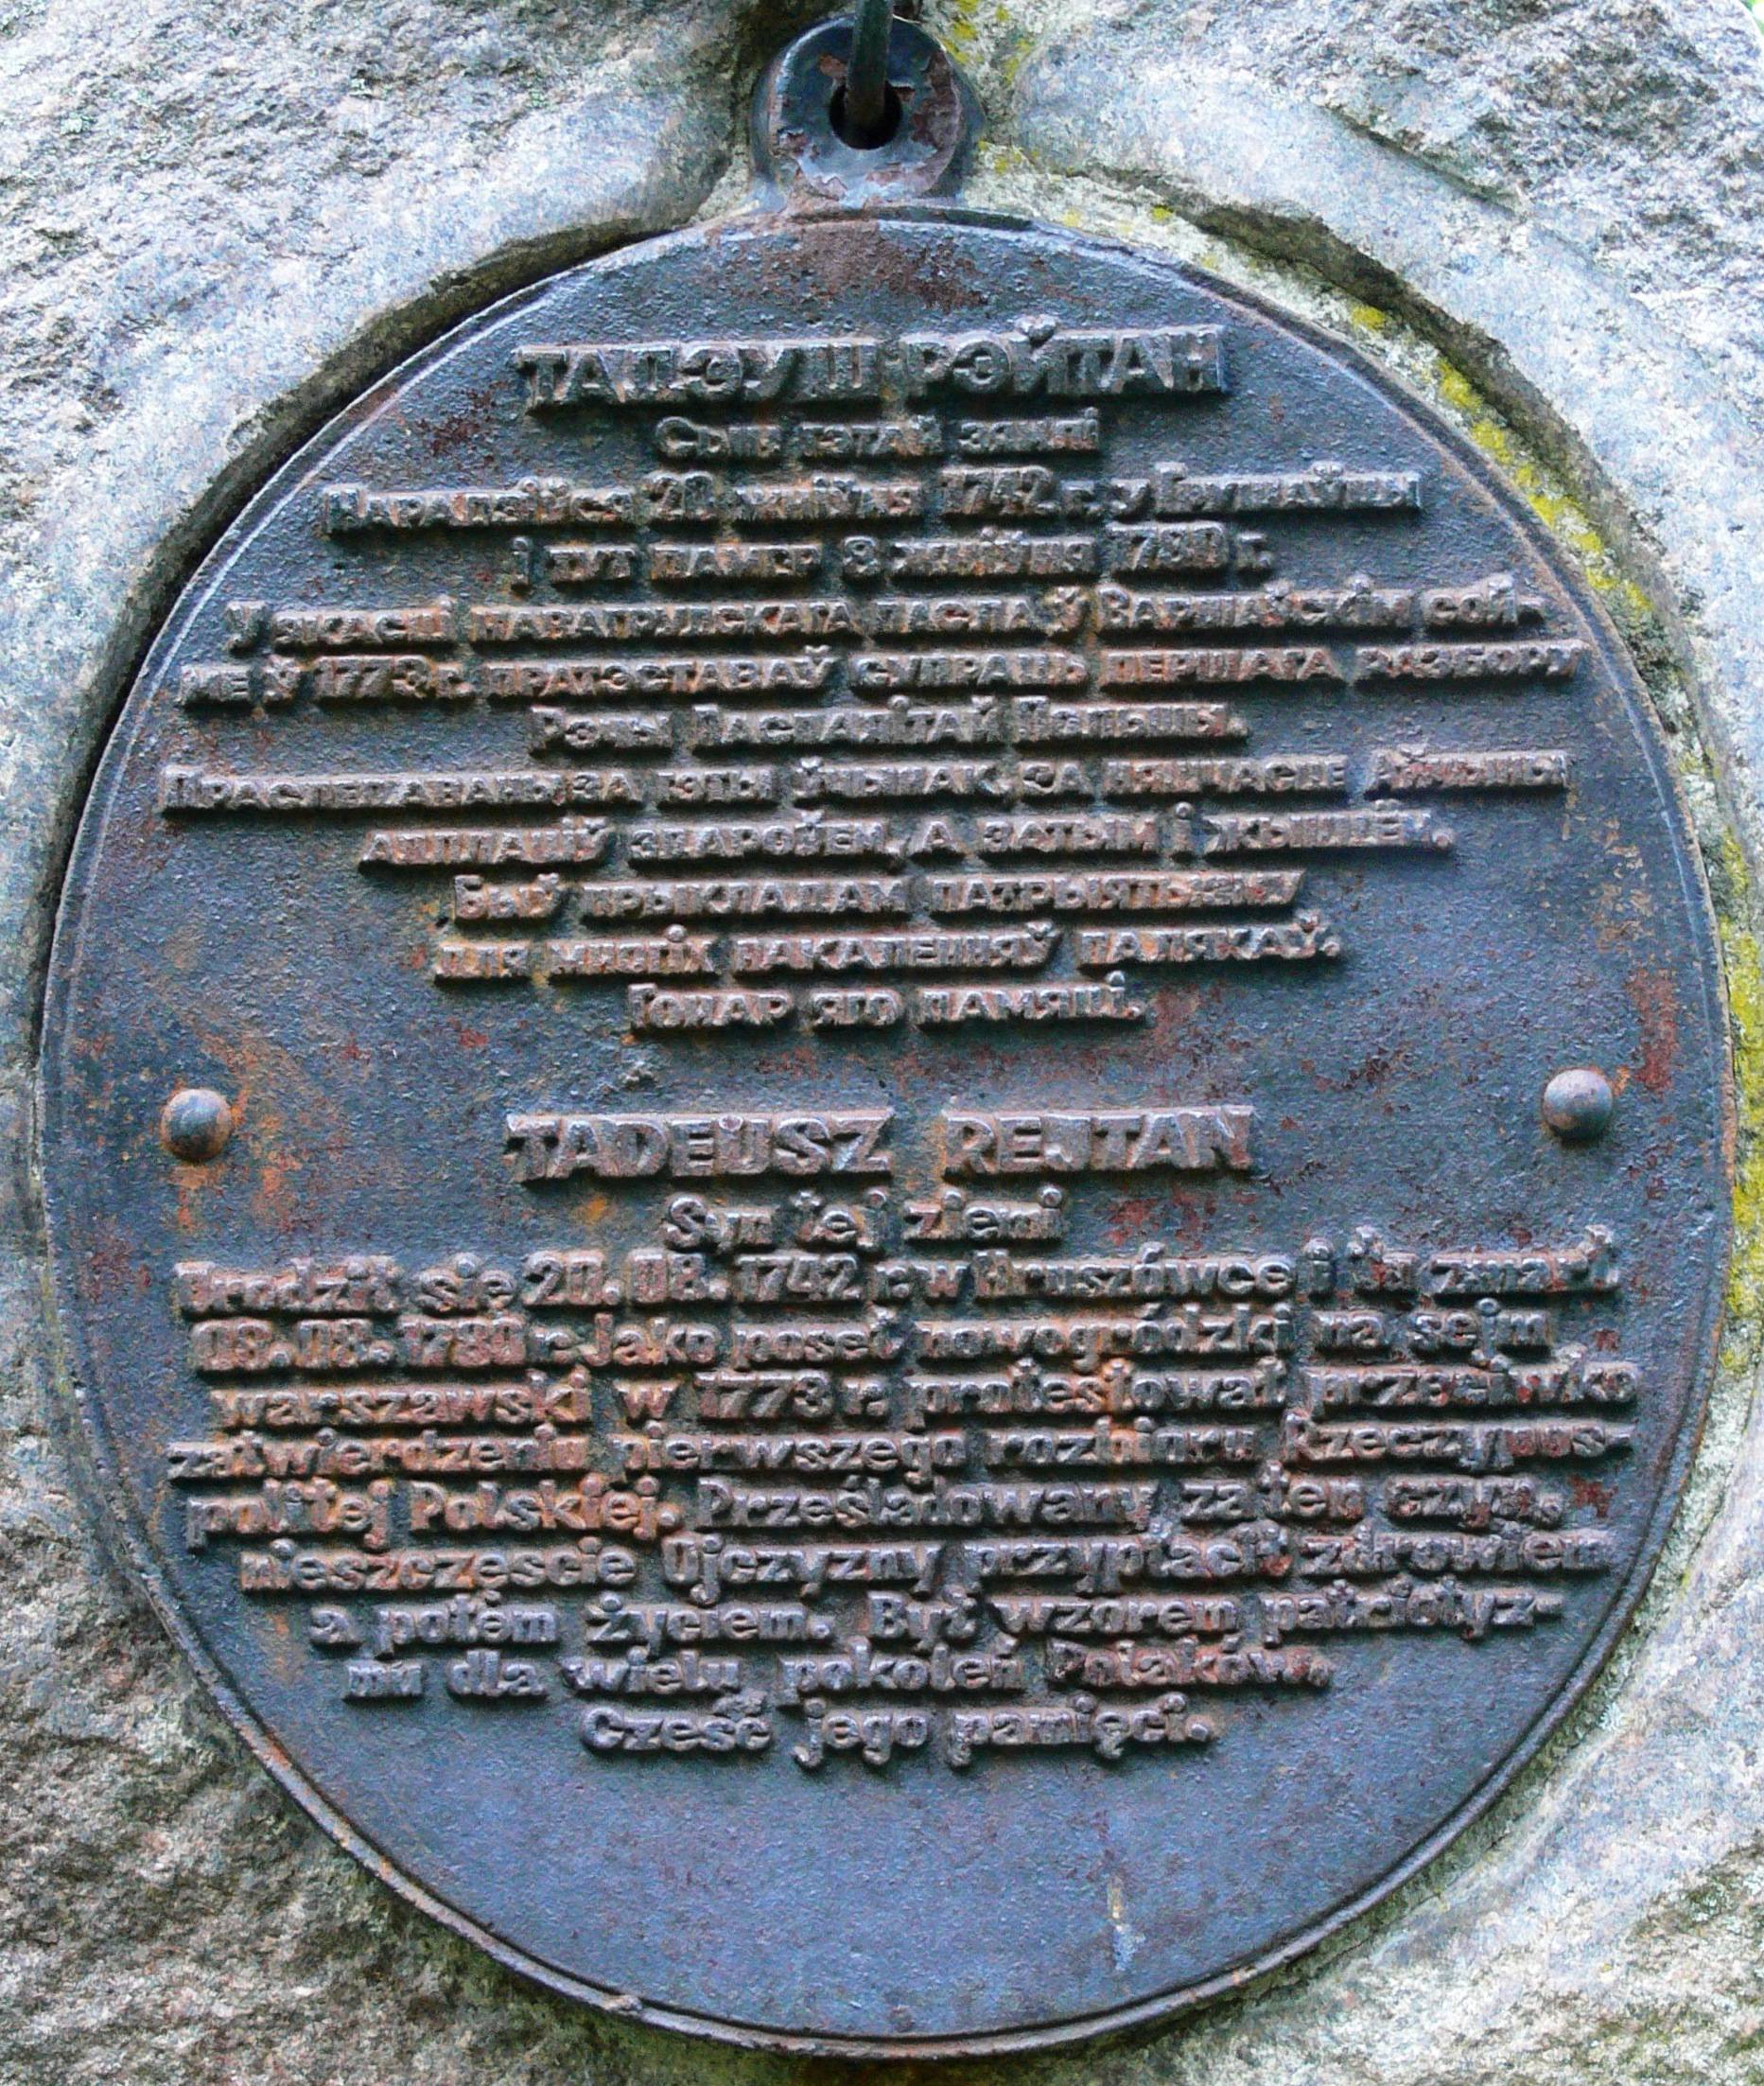 ТАДЭУШ РЭЙТАН
Сын гэтай зямлі
Нарадзіўся 20 жніўня 1742 г. у Грушаўцы
і тут памер 8 жніўня 1780 г.
У якасці навагрудскага пасла ў Варшаўскім сой-
ме ў 1773 г. пратэставаў супраць першага разбору
Рэчы Паспалітай Польшы.
Праследаваны за гэты ўчынак, за няшчасце Айчыны
аплаціў здароўем, а затым і жыццём.
Быў прыкладам патрыятызму
для многіх пакаленняў палякаў.
Гонар яго памяці.
TADEUSZ REJTAN
Syn tej ziemi
Urodził się 20.08.1742 r. w Hruszówce i tu zmarł
08.08.1780 r. Jako poseł nowogródzki na sejm
warszawski w 1773 r. protestował przeciwko
zatwierdzeniu pierwszego rozbioru Rzeczypos-
politej Polskiej. Prześladowany za ten czyn,
nieszczęście Ojczyzny przypłacił zdrowiem
a potem życiem. Był wzorem patriotyz-
mu dla wielu pokoleń Polaków.
Cześć jego pamięci.